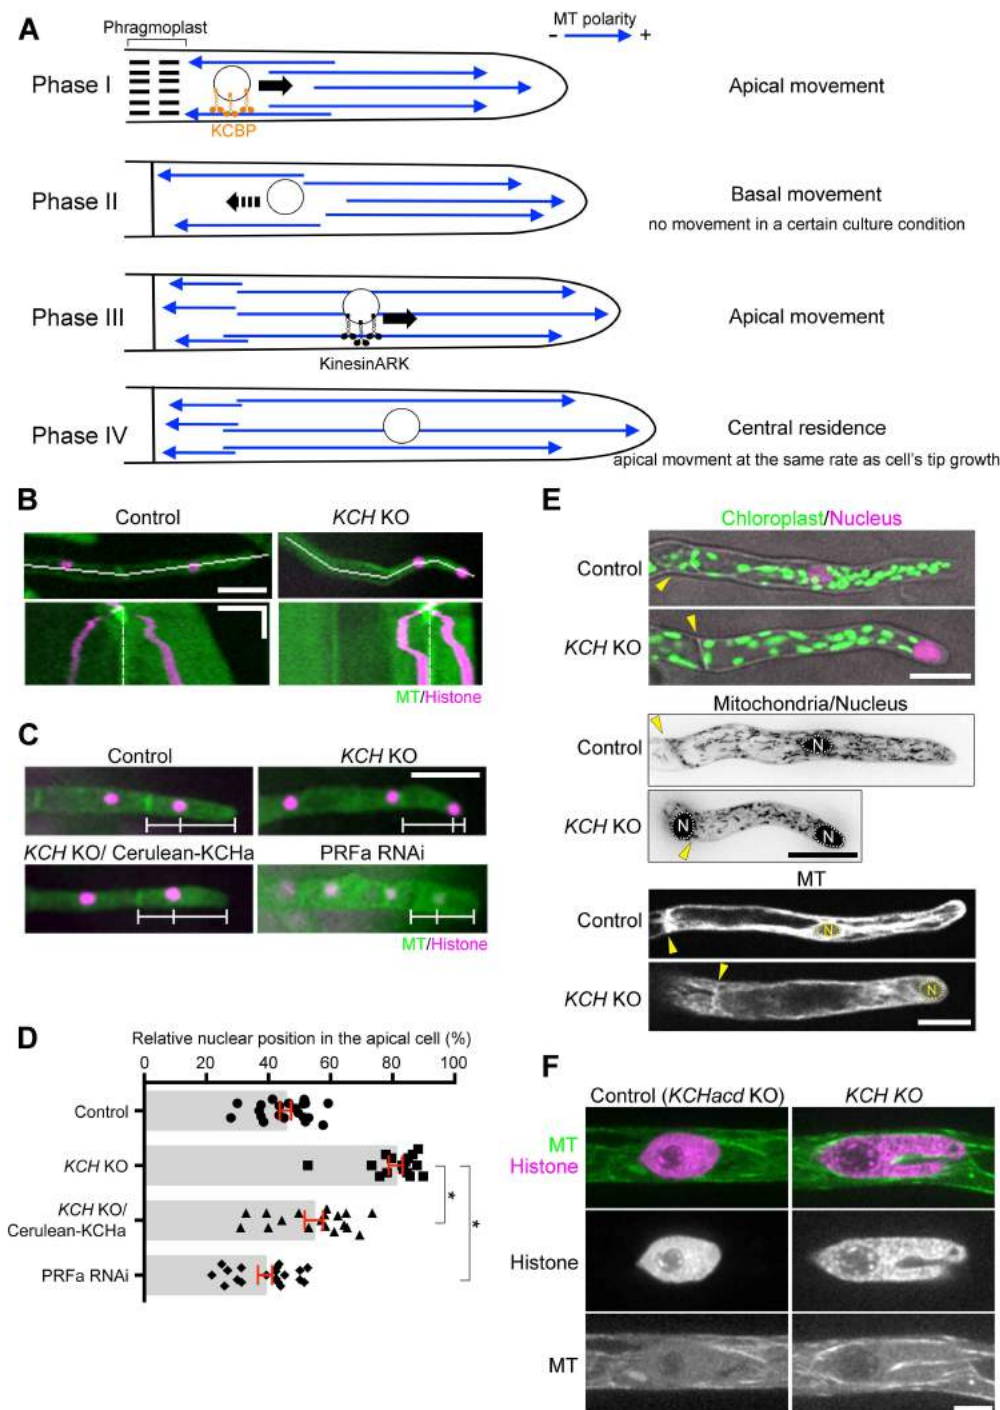 A
Phragmoplast
MT polarity
- +
Phase I
KCBP
Apical movement
Phase II
Basal movement
no movement in a certain culture condition
Phase III
KinesinARK
Apical movement
Phase IV
Central residence
apical movment at the same rate as cell's tip growth
B
Control
KCH KO
MT/Histone
C
Control
KCH KO
KCH KO/ Cerulean-KCHa
PRFa RNAi
MT/Histone
D
Relative nuclear position in the apical cell (%)
0 20 40 60 80 100
Control
KCH KO
KCH KO/
Cerulean-KCHa
PRFa RNAi
*
*
E
Chloroplast/Nucleus
Control
KCH KO
Mitochondria/Nucleus
Control
N
KCH KO
N N
MT
Control
N
KCH KO
N
F
Control (KCHacd KO)
KCH KO
MT
Histone
Histone
MT